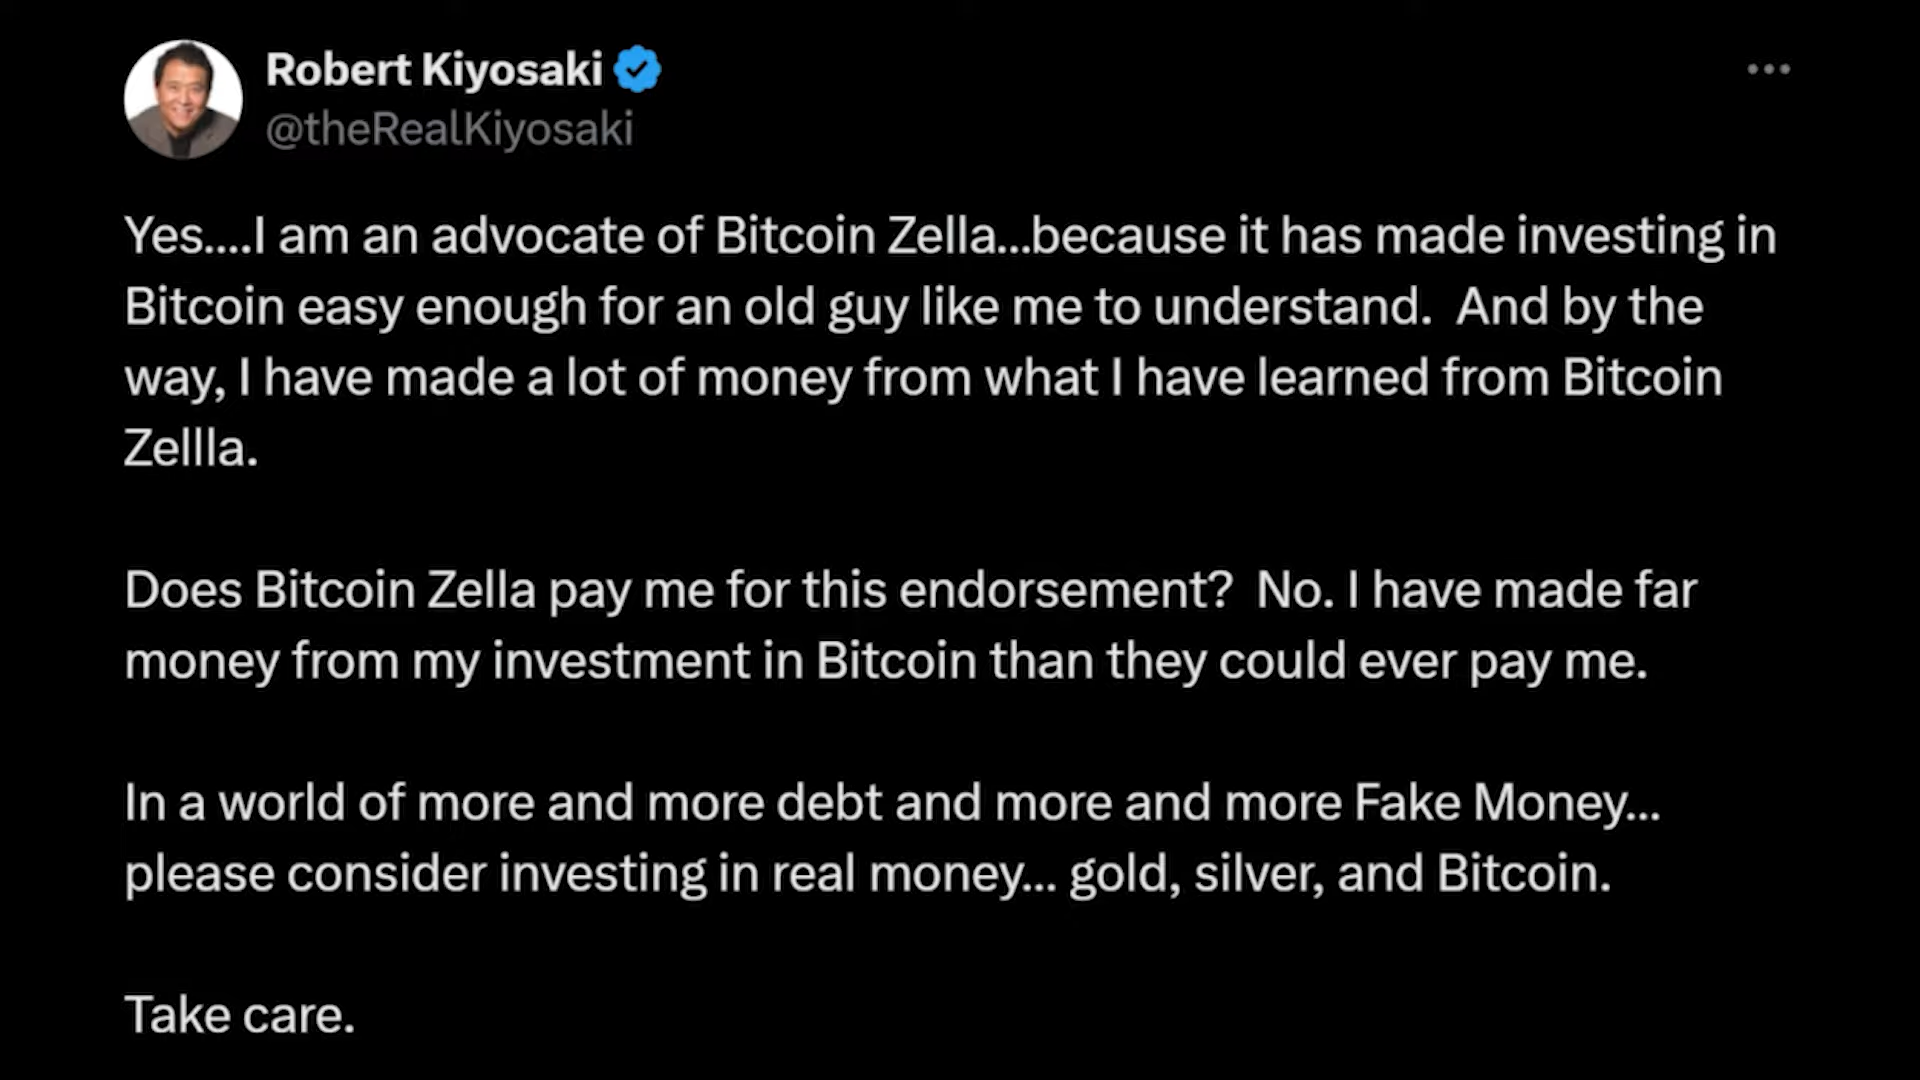 Robert Kiyosaki
@theRealKiyosaki
Yes....I am an advocate of Bitcoin Zella...because it has made investing in
Bitcoin easy enough for an old guy like me to understand.  And by the
way, I have made a lot of money from what I have learned from Bitcoin
Zellla.
Does Bitcoin Zella pay me for this endorsement?  No. I have made far
money from my investment in Bitcoin than they could ever pay me.
In a world of more and more debt and more and more Fake Money...
please consider investing in real money... gold, silver, and Bitcoin.
Take care.